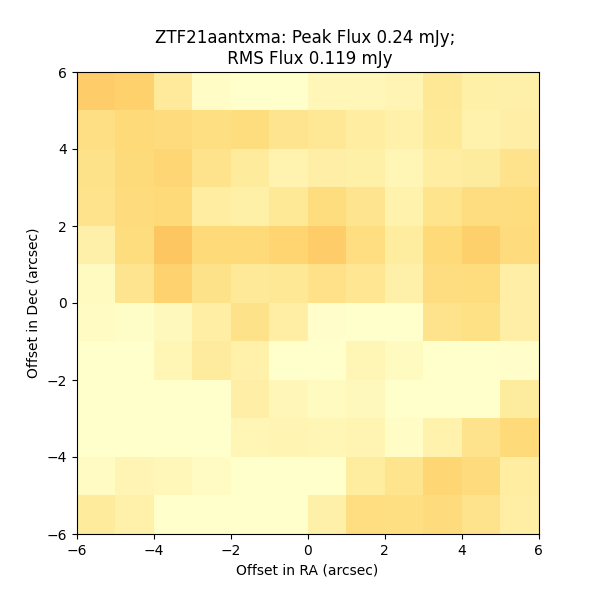 ZTF21aantxma: Peak Flux 0.24 mJy;
RMS Flux 0.119 mJy
6
4
2
0
−2
−4
−6
Offset in Dec (arcsec)
−6 −4 −2 0 2 4 6
Offset in RA (arcsec)